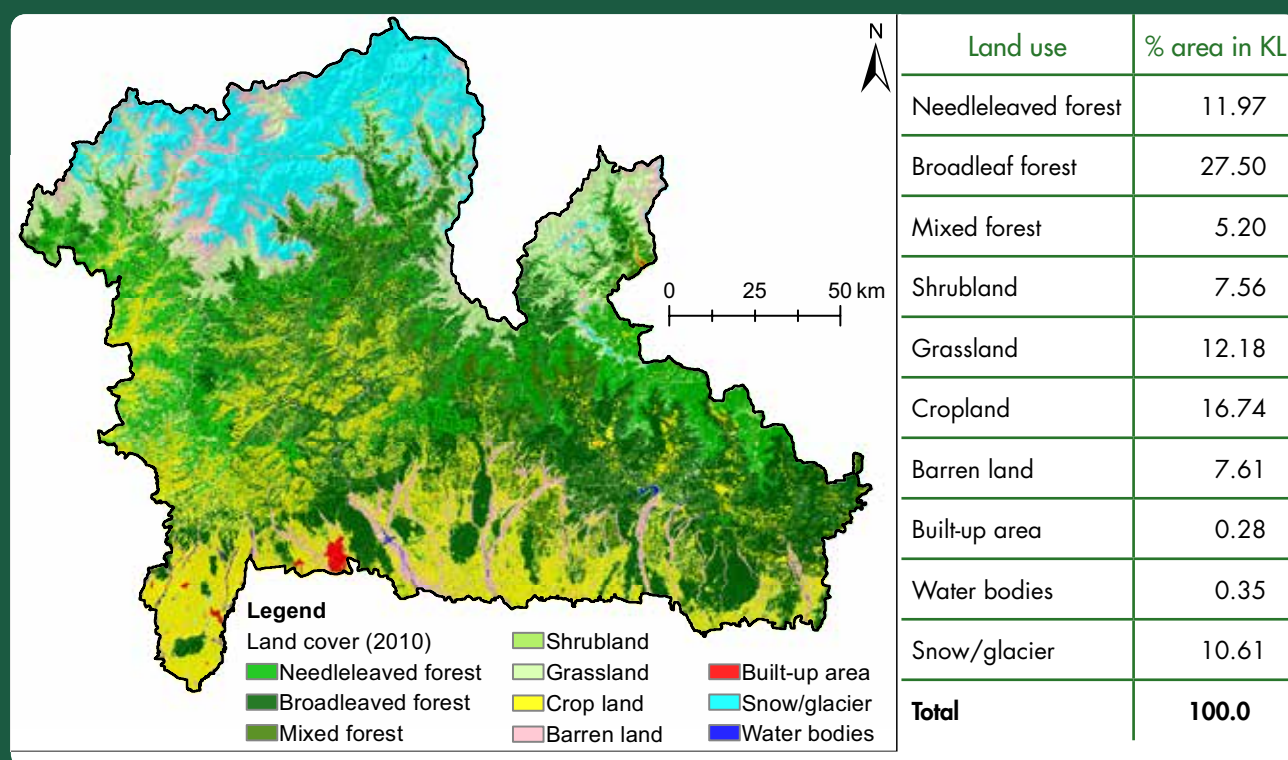 N
0 25 50 km
Legend
Land cover (2010)
Needleleaved forest
Broadleaved forest
Mixed forest
Shrubland
Grassland
Crop land
Barren land
Built-up area
Snow/glacier
Water bodies
Land use % area in KL
Needleleaved forest 11.97
Broadleaf forest 27.50
Mixed forest 5.20
Shrubland 7.56
Grassland 12.18
Cropland 16.74
Barren land 7.61
Built-up area 0.28
Water bodies 0.35
Snow/glacier 10.61
Total 100.0